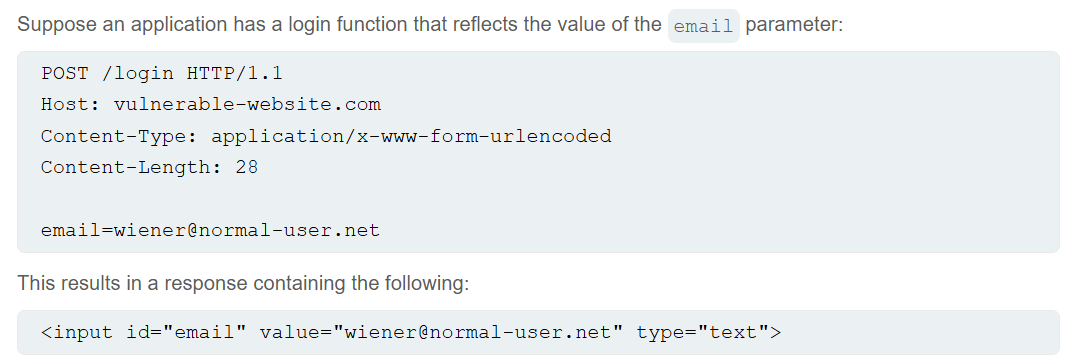 Suppose an application has a login function that reflects the value of the email parameter:
POST /login HTTP/1.1
Host: vulnerable-website.com
Content-Type: application/x-www-form-urlencoded
Content-Length: 28
email=wiener@normal-user.net
This results in a response containing the following:
<input id="email" value="wiener@normal-user.net" type="text">